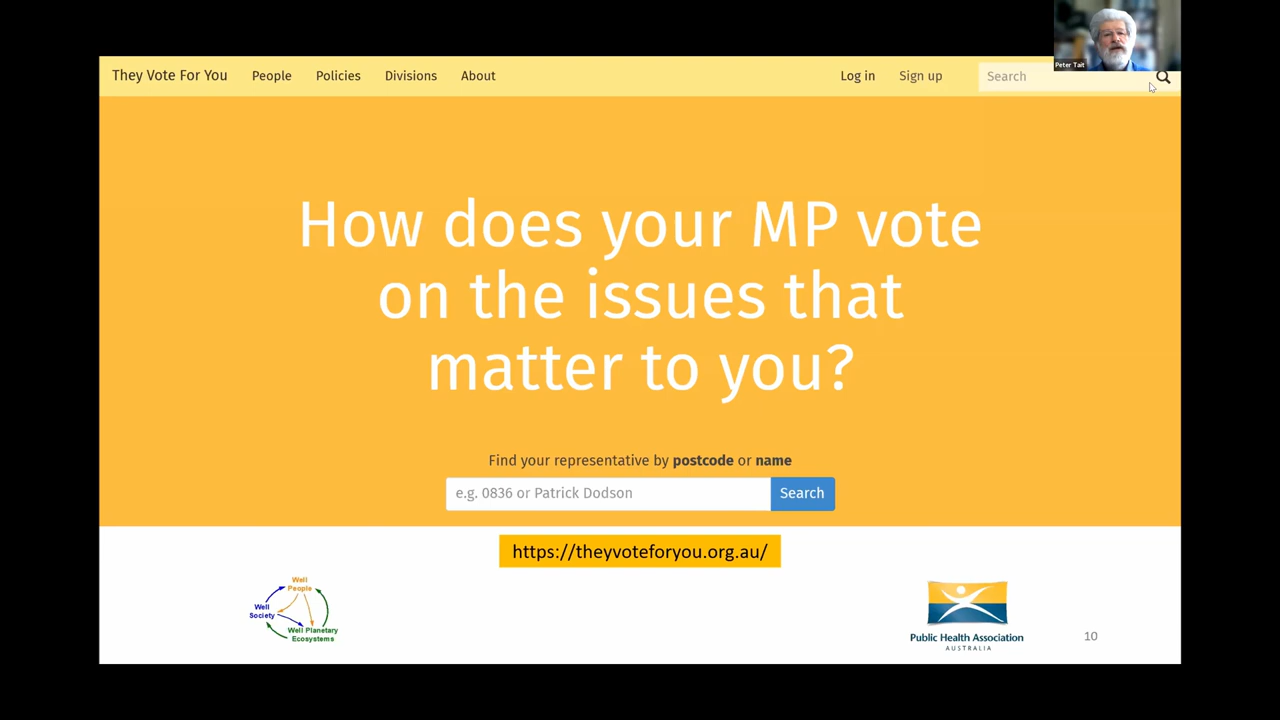 Peter Tait
They Vote For You People Policies Divisions About Log in Sign up Search
How does your MP vote
on the issues that
matter to you?
Find your representative by postcode or name
e.g. 0836 or Patrick Dodson Search
https://theyvoteforyou.org.au/
Well
People
Well
Society
Well Planetary
Ecosystems
Public Health Association
AUSTRALIA
10